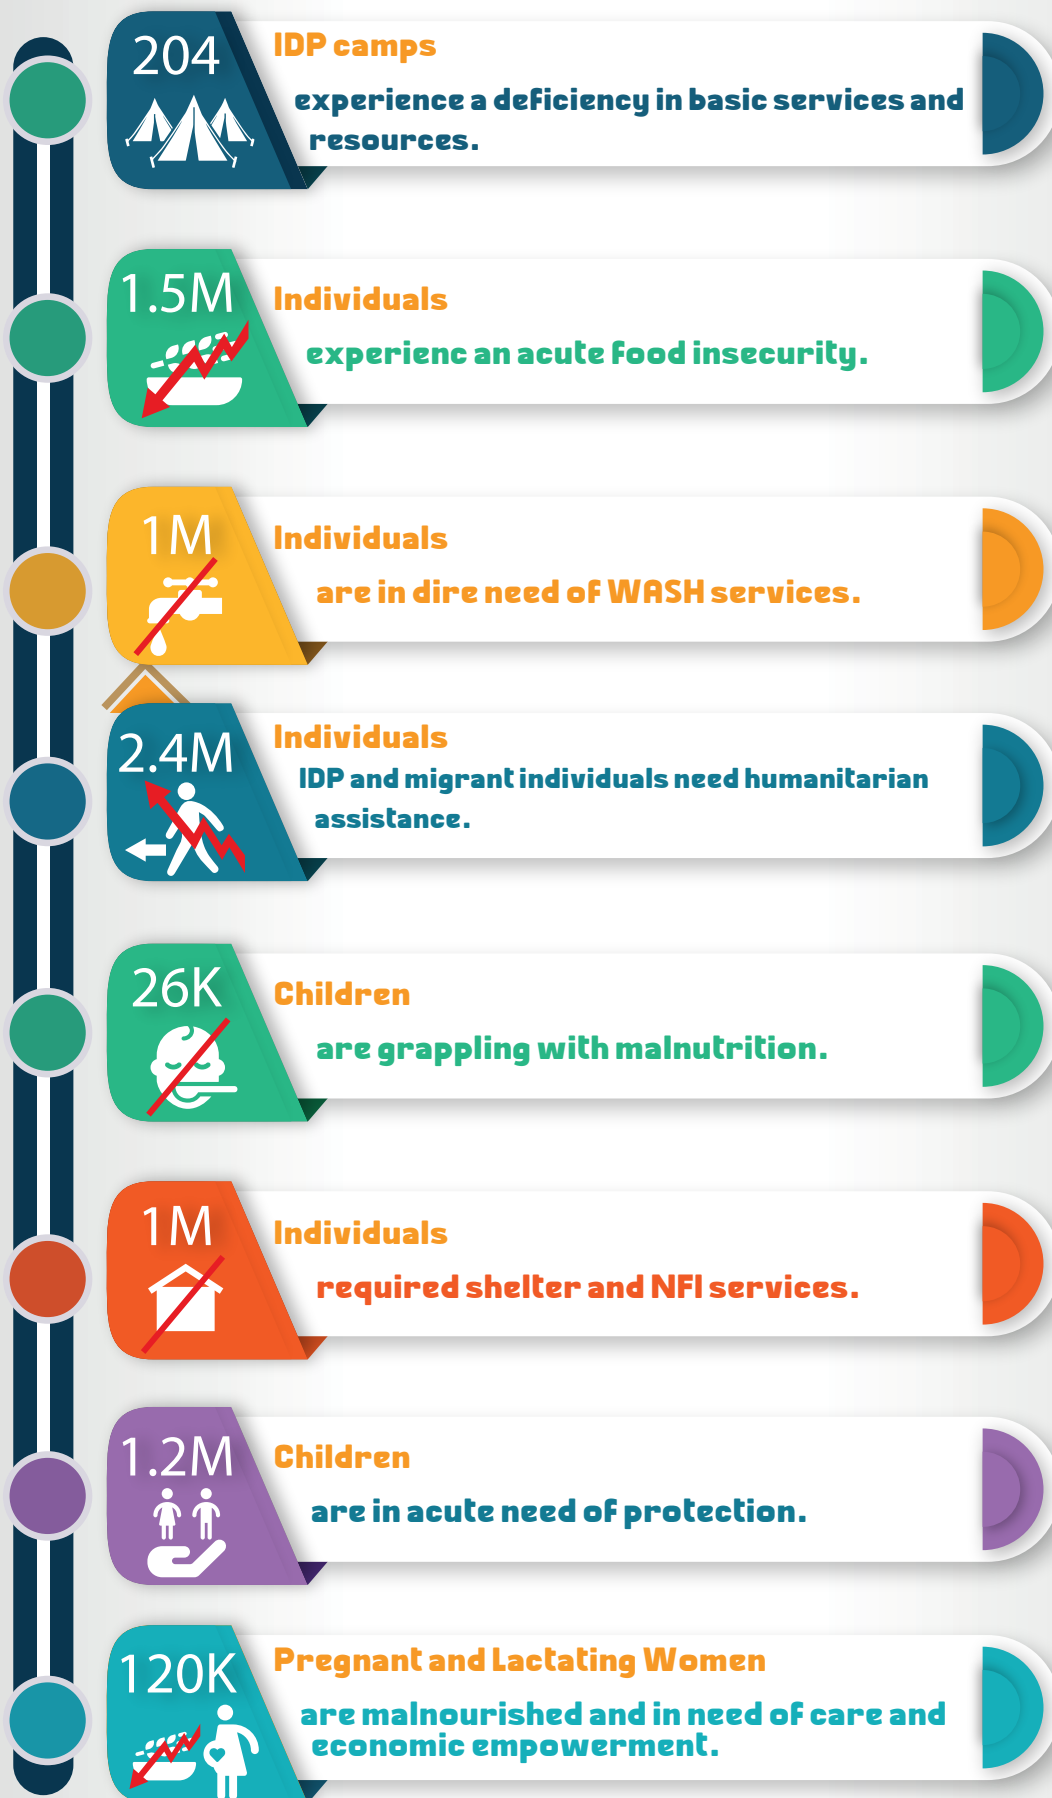 204
IDP camps
experience a deficiency in basic services and
resources.
1.5M
Individuals
experienc an acute food insecurity.
1M
Individuals
are in dire need of WASH services.
2.4M
Individuals
IDP and migrant individuals need humanitarian
assistance.
26K
Children
are grappling with malnutrition.
1M
Individuals
required shelter and NFI services.
1.2M
Children
are in acute need of protection.
120K
Pregnant and Lactating Women
are malnourished and in need of care and
economic empowerment.